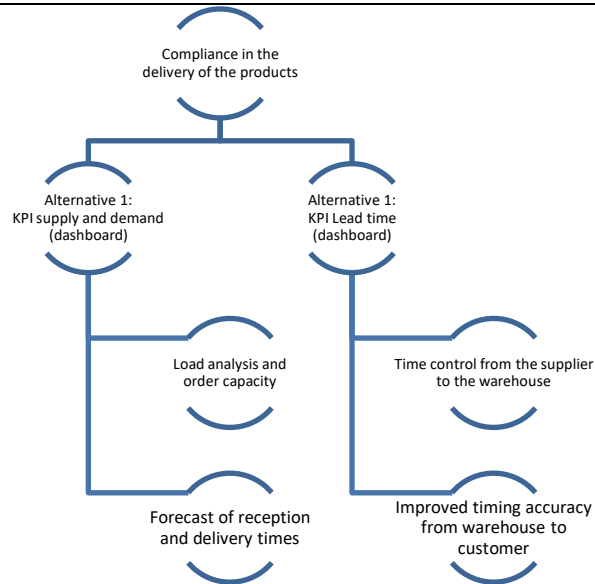 Compliance in the
delivery of the products
Alternative 1:
KPI supply and demand
(dashboard)
Alternative 1:
KPI Lead time
(dashboard)
Load analysis and
order capacity
Time control from the supplier
to the warehouse
Forecast of reception
and delivery times
Improved timing accuracy
from warehouse to
customer